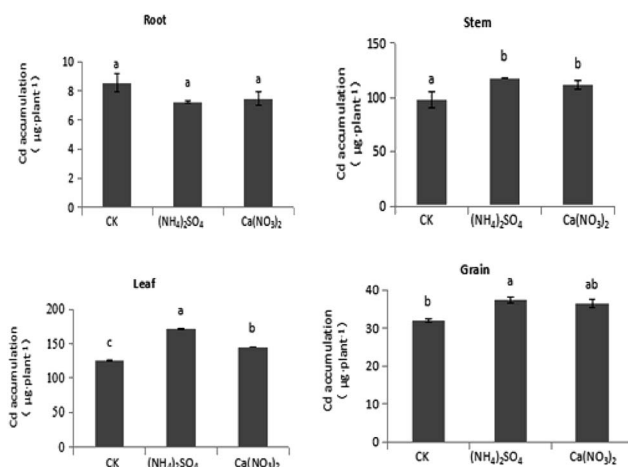 Root
Cd accumulation
( μg·plant-1)
10
8
6
4
2
0
a
a
a
CK
(NH4)2SO4
Ca(NO3)2
Stem
Cd accumulation
( μg·plant-1)
150
100
50
0
a
b
b
CK
(NH4)2SO4
Ca(NO3)2
Leaf
Cd accumulation
( μg·plant-1)
200
150
100
50
0
c
a
b
CK
(NH4)2SO4
Ca(NO3)2
Grain
Cd accumulation
( μg·plant-1)
40
30
20
10
0
b
a
ab
CK
(NH4)2SO4
Ca(NO3)2